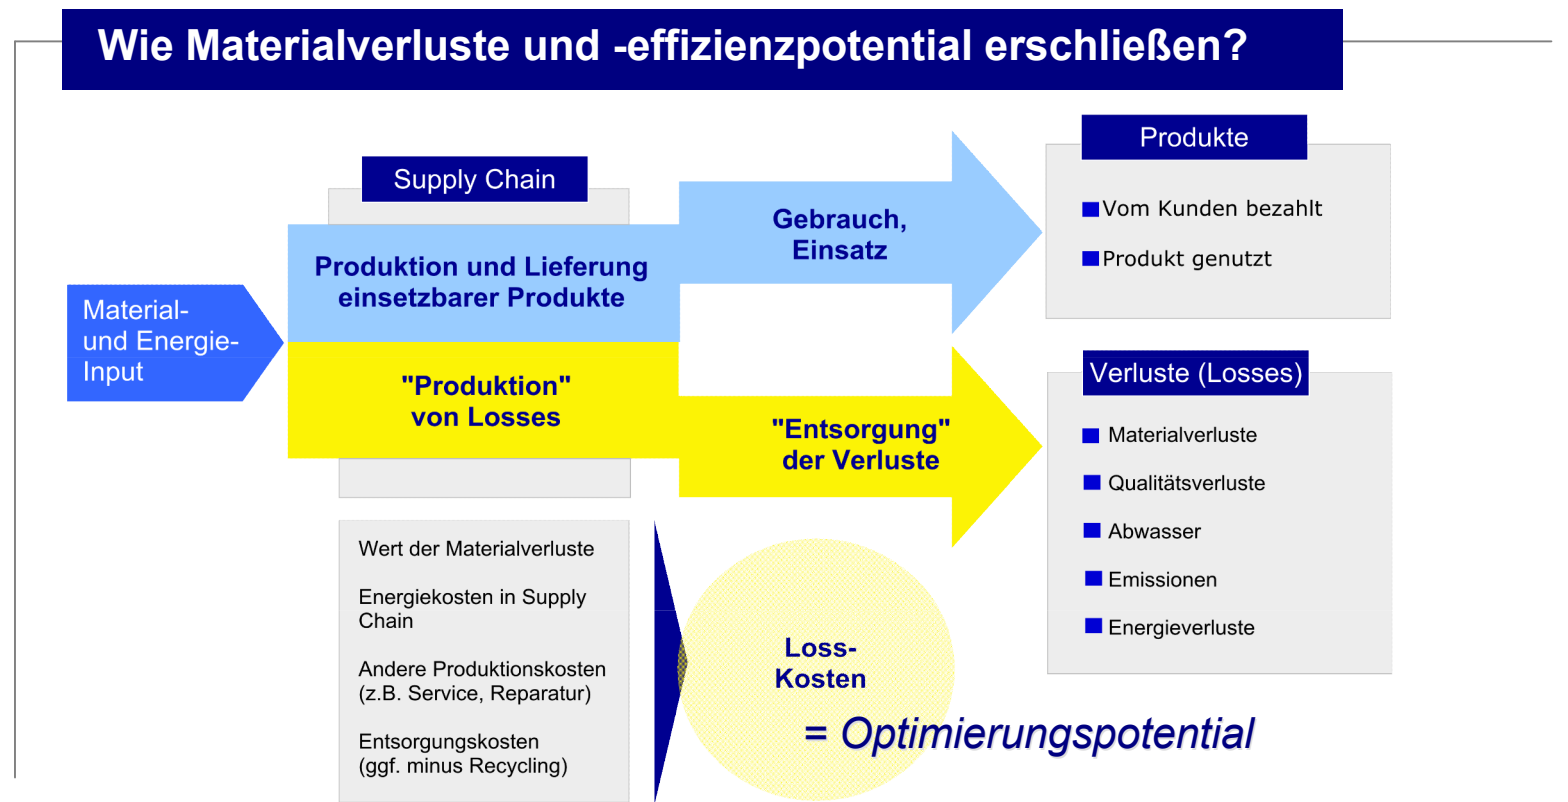 Wie Materialverluste und -effizienzpotential erschließen?
Supply Chain
Material-
und Energie-
Input
Produktion und Lieferung
einsetzbarer Produkte
"Produktion"
von Losses
Gebrauch,
Einsatz
"Entsorgung"
der Verluste
Produkte
Vom Kunden bezahlt
Produkt genutzt
Verluste (Losses)
Materialverluste
Qualitätsverluste
Abwasser
Emissionen
Energieverluste
Wert der Materialverluste
Energiekosten in Supply
Chain
Andere Produktionskosten
(z.B. Service, Reparatur)
Entsorgungskosten
(ggf. minus Recycling)
Loss-
Kosten
= Optimierungspotential